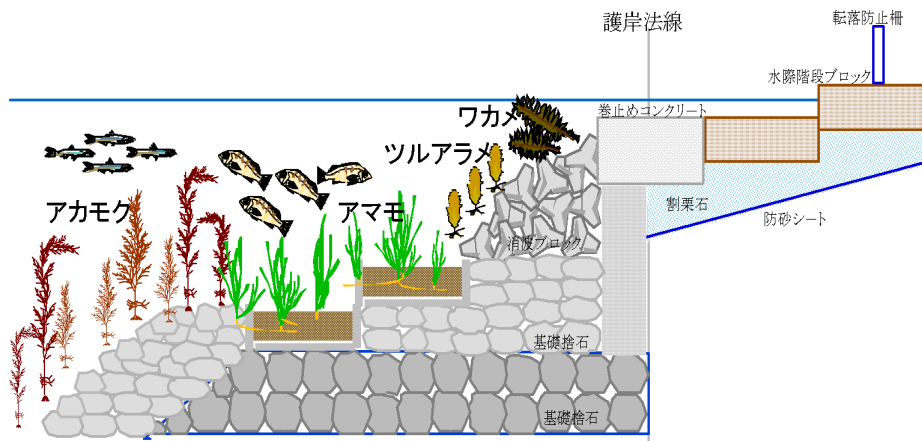 護岸法線
転落防止柵
水際階段ブロック
巻止めコンクリート
ワカメ
ツルアラメ
アカモク
アマモ
割栗石
防砂シート
消波ブロック
基礎捨石
基礎捨石